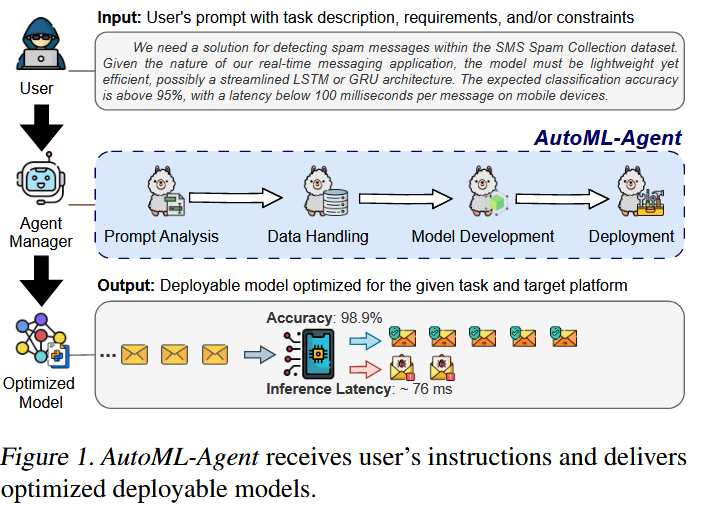 Input: User's prompt with task description, requirements, and/or constraints
We need a solution for detecting spam messages within the SMS Spam Collection dataset.
Given the nature of our real-time messaging application, the model must be lightweight yet
efficient, possibly a streamlined LSTM or GRU architecture. The expected classification accuracy
is above 95%, with a latency below 100 milliseconds per message on mobile devices.
User
AutoML-Agent
Agent
Manager
Prompt Analysis
Data Handling
Model Development
Deployment
Output: Deployable model optimized for the given task and target platform
Accuracy: 98.9%
...
Inference Latency: ~ 76 ms
Optimized
Model
Figure 1. AutoML-Agent receives user's instructions and delivers
optimized deployable models.